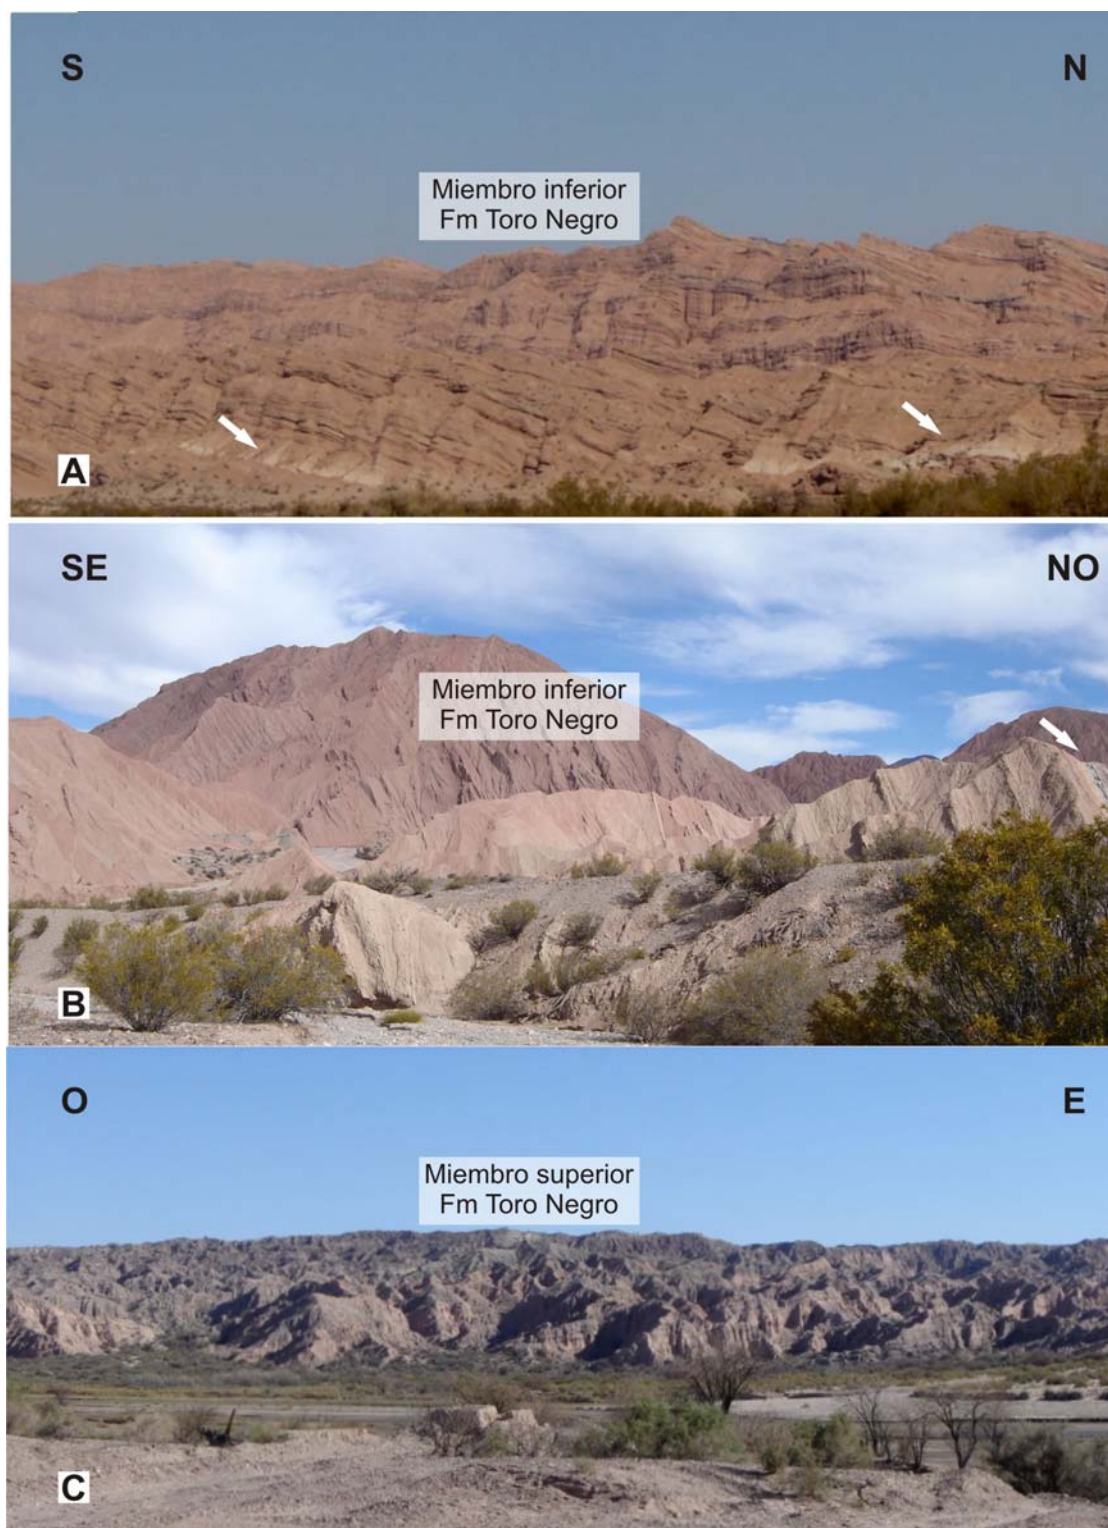 S
N
Miembro inferior
Fm Toro Negro
A
SE
NO
Miembro inferior
Fm Toro Negro
B
O
E
Miembro superior
Fm Toro Negro
C